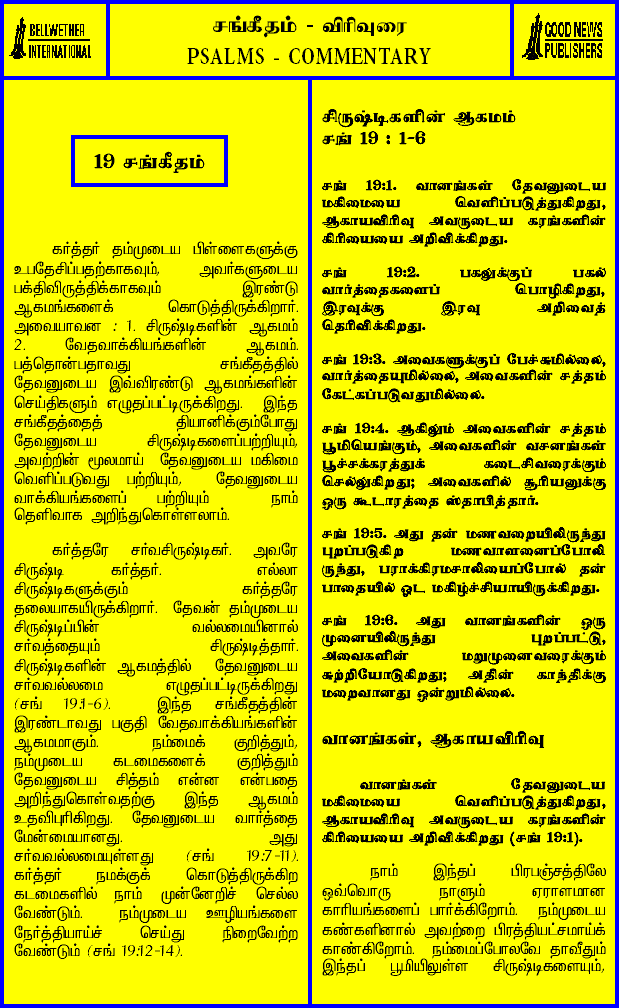 BELLWETHER
INTERNATIONAL
சங்கீதம் - விரிவுரை
PSALMS - COMMENTARY
GOOD NEWS
PUBLISHERS
19 சங்கீதம்
கர்த்தர் தம்முடைய பிள்ளைகளுக்கு
உபதேசிப்பதற்காகவும், அவர்களுடைய
பக்திவிருத்திக்காகவும் இரண்டு
ஆகமங்களைக் கொடுத்திருக்கிறார்.
அவையாவன : 1. சிருஷ்டிகளின் ஆகமம்
2. வேதவாக்கியங்களின் ஆகமம்.
பத்தொன்பதாவது சங்கீதத்தில்
தேவனுடைய இவ்விரண்டு ஆகமங்களின்
செய்திகளும் எழுதப்பட்டிருக்கிறது. இந்த
சங்கீதத்தைத் தியானிக்கும்போது
தேவனுடைய சிருஷ்டிகளைப்பற்றியும்,
அவற்றின் மூலமாய் தேவனுடைய மகிமை
வெளிப்படுவது பற்றியும், தேவனுடைய
வாக்கியங்களைப் பற்றியும் நாம்
தெளிவாக அறிந்துகொள்ளலாம்.
கர்த்தரே சர்வசிருஷ்டிகர். அவரே
சிருஷ்டி கர்த்தர். எல்லா
சிருஷ்டிகளுக்கும் கர்த்தரே
தலையாகயிருக்கிறார். தேவன் தம்முடைய
சிருஷ்டிப்பின் வல்லமையினால்
சர்வத்தையும் சிருஷ்டித்தார்.
சிருஷ்டிகளின் ஆகமத்தில் தேவனுடைய
சர்வவல்லமை எழுதப்பட்டிருக்கிறது
(சங் 19:1-6). இந்த சங்கீதத்தின்
இரண்டாவது பகுதி வேதவாக்கியங்களின்
ஆகமமாகும். நம்மைக் குறித்தும்,
நம்முடைய கடமைகளைக் குறித்தும்
தேவனுடைய சித்தம் என்ன என்பதை
அறிந்துகொள்வதற்கு இந்த ஆகமம்
உதவிபுரிகிறது. தேவனுடைய வார்த்தை
மேன்மையானது. அது
சர்வவல்லமையுள்ளது (சங் 19:7-11).
கர்த்தர் நமக்குக் கொடுத்திருக்கிற
கடமைகளில் நாம் முன்னேறிச் செல்ல
வேண்டும். நம்முடைய ஊழியங்களை
நேர்த்தியாய்ச் செய்து நிறைவேற்ற
வேண்டும் (சங் 19:12-14).
சிருஷ்டிகளின் ஆகமம்
சங் 19 : 1-6
சங் 19:1. வானங்கள் தேவனுடைய
மகிமையை வெளிப்படுத்துகிறது,
ஆகாயவிரிவு அவருடைய கரங்களின்
கிரியையை அறிவிக்கிறது.
சங் 19:2. பகலுக்குப் பகல்
வார்த்தைகளைப் பொழிகிறது,
இரவுக்கு இரவு அறிவைத்
தெரிவிக்கிறது.
சங் 19:3. அவைகளுக்குப் பேச்சுமில்லை,
வார்த்தையுமில்லை, அவைகளின் சத்தம்
கேட்கப்படுவதுமில்லை.
சங் 19:4. ஆகிலும் அவைகளின் சத்தம்
பூமியெங்கும், அவைகளின் வசனங்கள்
பூச்சக்கரத்துக் கடைசிவரைக்கும்
செல்லுகிறது; அவைகளில் சூரியனுக்கு
ஒரு கூடாரத்தை ஸ்தாபித்தார்.
சங் 19:5. அது தன் மணவறையிலிருந்து
புறப்படுகிற மணவாளனைப்போலி
ருந்து, பராக்கிரமசாலியைப்போல் தன்
பாதையில் ஓட மகிழ்ச்சியாயிருக்கிறது.
சங் 19:6. அது வானங்களின் ஒரு
முனையிலிருந்து புறப்பட்டு,
அவைகளின் மறுமுனைவரைக்கும்
சுற்றியோடுகிறது; அதின் காந்திக்கு
மறைவானது ஒன்றுமில்லை.
வானங்கள், ஆகாயவிரிவு
வானங்கள் தேவனுடைய
மகிமையை வெளிப்படுத்துகிறது,
ஆகாயவிரிவு அவருடைய கரங்களின்
கிரியையை அறிவிக்கிறது (சங் 19:1).
நாம் இந்தப் பிரபஞ்சத்திலே
ஒவ்வொரு நாளும் ஏராளமான
காரியங்களைப் பார்க்கிறோம். நம்முடைய
கண்களினால் அவற்றை பிரத்தியட்சமாய்க்
காண்கிறோம். நம்மைப்போலவே தாவீதும்
இந்தப் பூமியிலுள்ள சிருஷ்டிகளையும்,